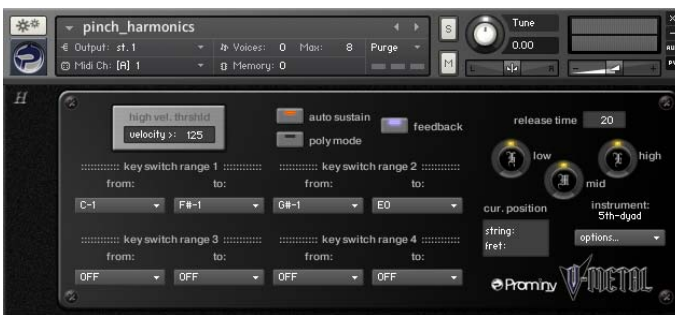 pinch_harmonics
S
Tune
Output: st.1
Voices: 0 Max: 8 Purge
0.00
Midi Ch: [A] 1
Memory: 0
M
L R
high vel. thrshld
velocity >: 125
auto sustain
polymode
feedback
release time 20
low
mid
high
key switch range 1
from: to:
C-1 F#-1
key switch range 2
from: to:
G#-1 E0
key switch range 3
from: to:
OFF OFF
key switch range 4
from: to:
OFF OFF
cur. position
string:
fret:
instrument:
5th-dyad
options...
Prominy V-METAL